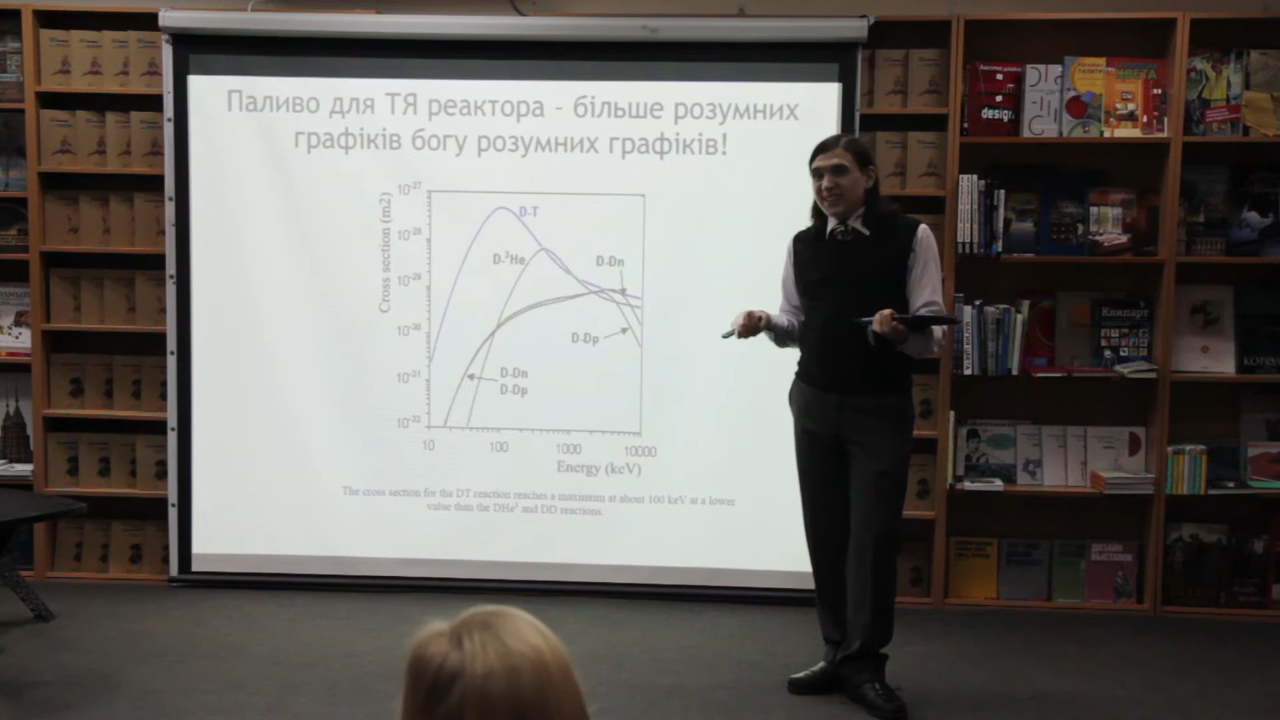 Паливо для ТЯ реактора – більше розумних
графіків богу розумних графіків!
Cross section (m2)
10-27
10-28
10-28
10-30
10-31
10-32
D-T
D-³He
D-Dn
D-Dp
D-Dn
D-Dp
10
100
1000
10000
Energy (keV)
The cross section for the DT reaction reaches a maximum at about 100 keV at a lower
value than the DHe³ and DD reactions.
design
ЦВЕТА
Клипарт